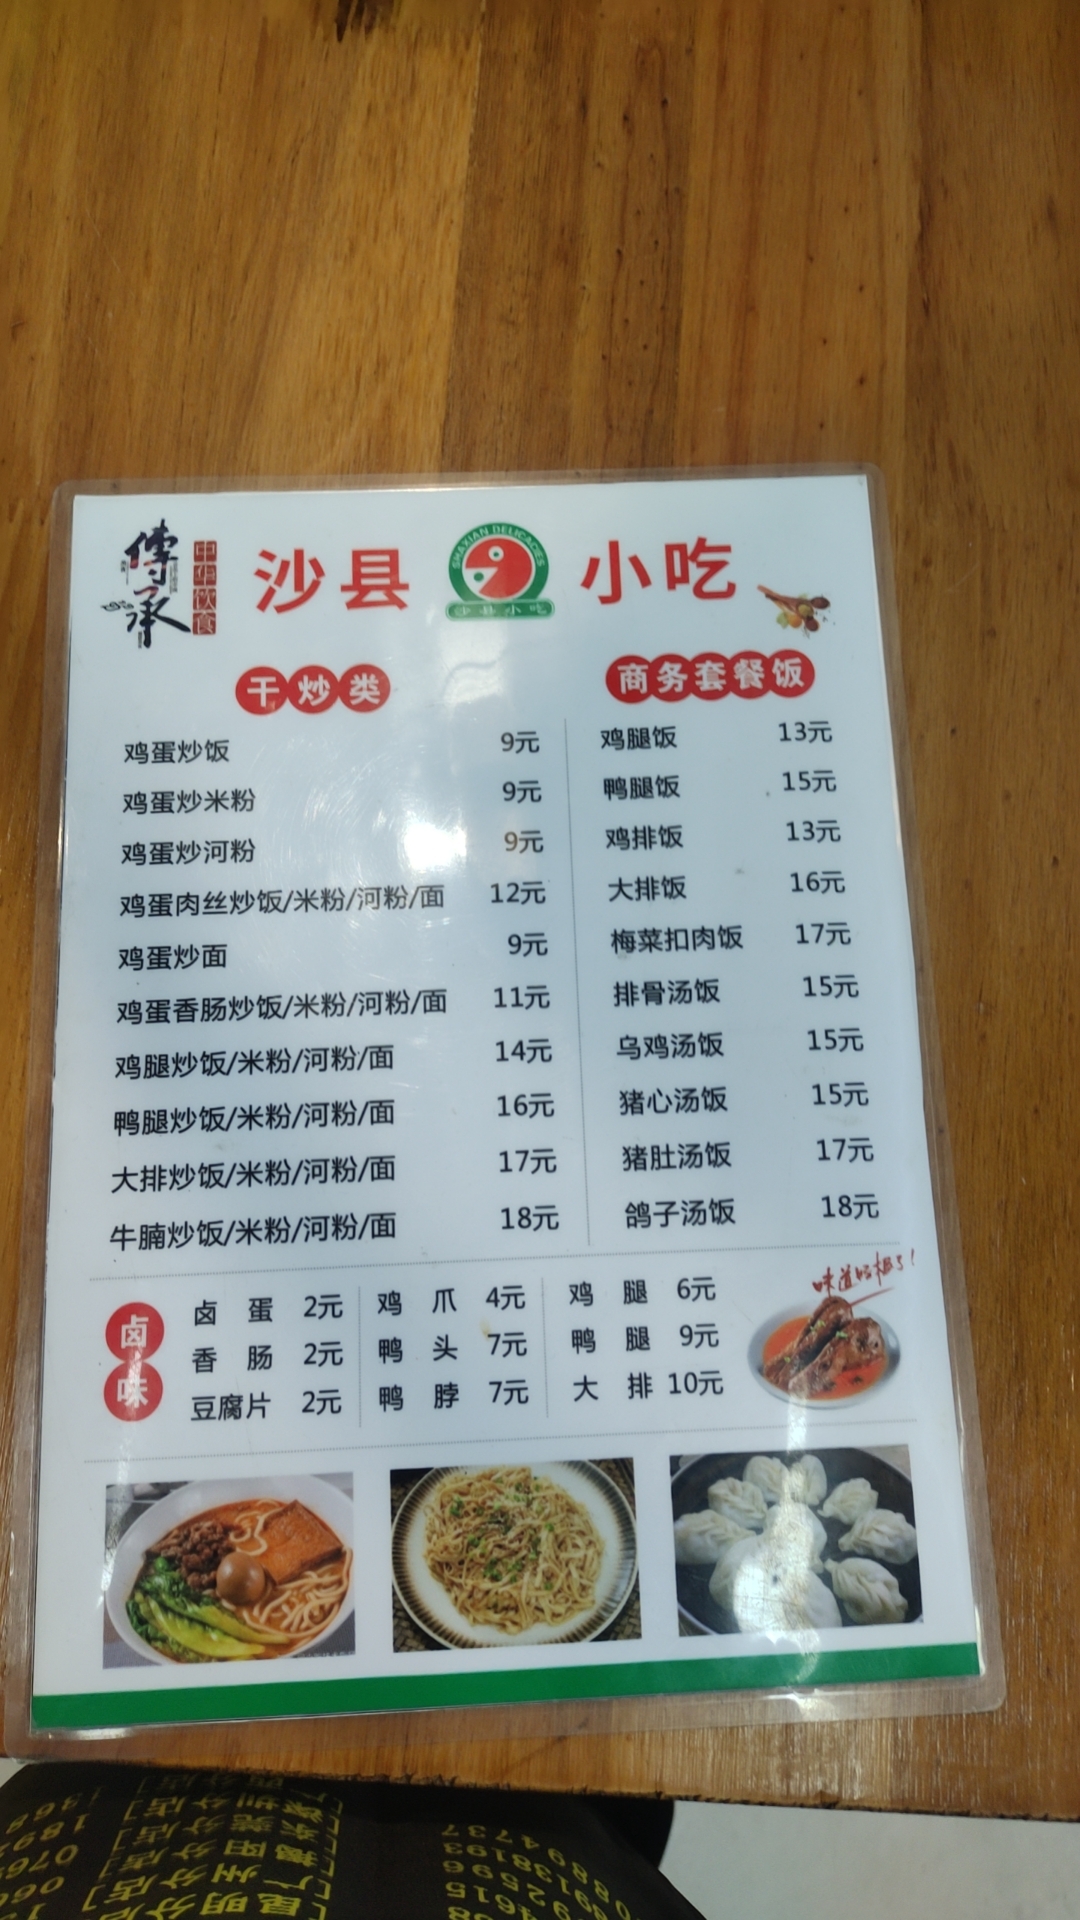 傳承
中华饮食
沙县
SHAXIAN DELICACIES
沙县小吃
小吃
干炒类
鸡蛋炒饭 9元
鸡蛋炒米粉 9元
鸡蛋炒河粉 9元
鸡蛋肉丝炒饭/米粉/河粉/面 12元
鸡蛋炒面 9元
鸡蛋香肠炒饭/米粉/河粉/面 11元
鸡腿炒饭/米粉/河粉/面 14元
鸭腿炒饭/米粉/河粉/面 16元
大排炒饭/米粉/河粉/面 17元
牛腩炒饭/米粉/河粉/面 18元
商务套餐饭
鸡腿饭 13元
鸭腿饭 15元
鸡排饭 13元
大排饭 16元
梅菜扣肉饭 17元
排骨汤饭 15元
乌鸡汤饭 15元
猪心汤饭 15元
猪肚汤饭 17元
鸽子汤饭 18元
卤味
卤蛋 2元
香肠 2元
豆腐片 2元
鸡爪 4元
鸭头 7元
鸭脖 7元
鸡腿 6元
鸭腿 9元
大排 10元
味道好极了!